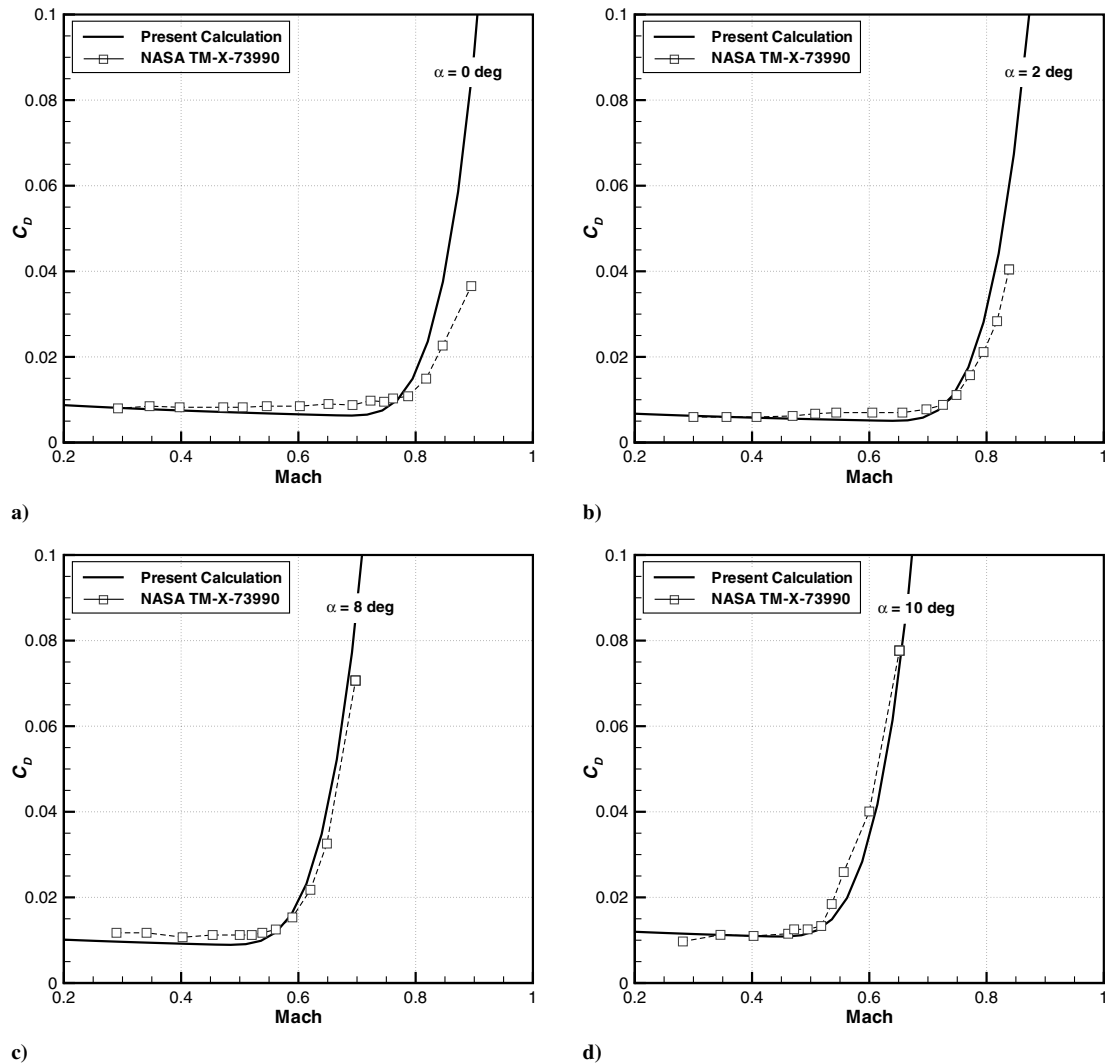 0.1
Present Calculation
NASA TM-X-73990
α = 0 deg
0.08
0.06
C_D
0.04
0.02
0
0.2 0.4 0.6 0.8 1
Mach
a)
0.1
Present Calculation
NASA TM-X-73990
α = 2 deg
0.08
0.06
C_D
0.04
0.02
0
0.2 0.4 0.6 0.8 1
Mach
b)
0.1
Present Calculation
NASA TM-X-73990
α = 8 deg
0.08
0.06
C_D
0.04
0.02
0
0.2 0.4 0.6 0.8 1
Mach
c)
0.1
Present Calculation
NASA TM-X-73990
α = 10 deg
0.08
0.06
C_D
0.04
0.02
0
0.2 0.4 0.6 0.8 1
Mach
d)